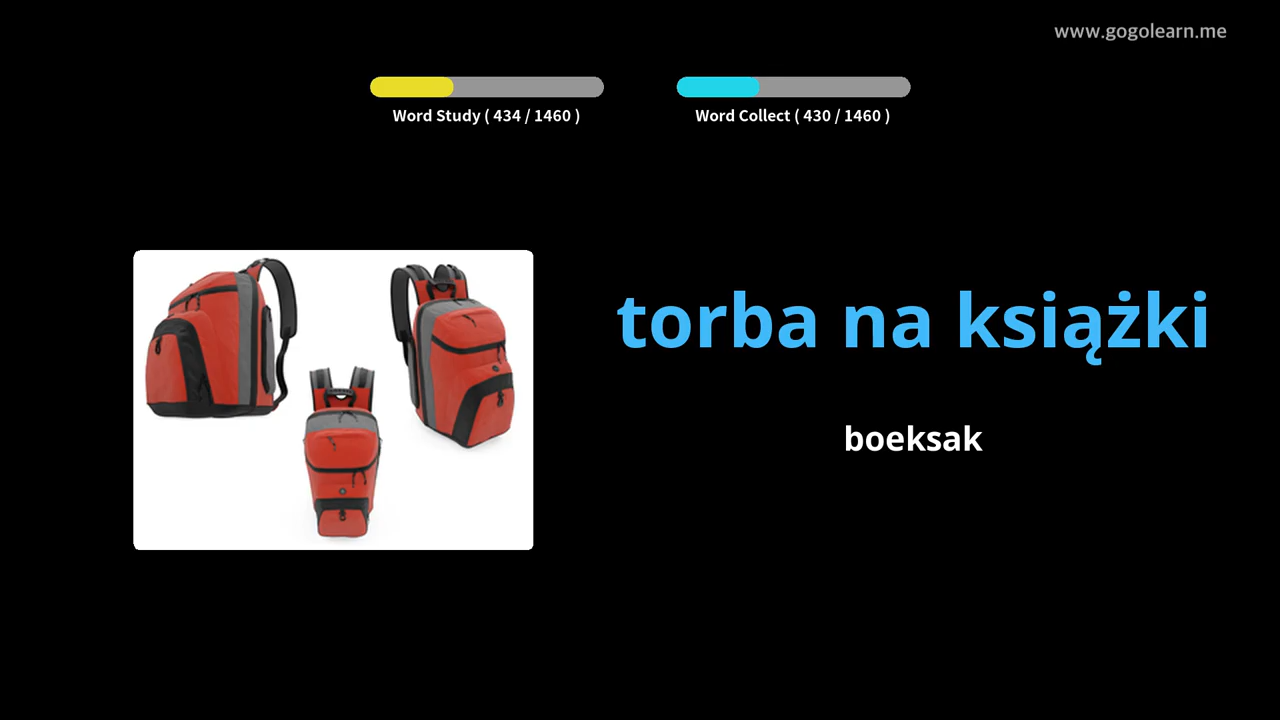 www.gogolearn.me
Word Study ( 434 / 1460 )
Word Collect ( 430 / 1460 )
torba na książki
boeksak